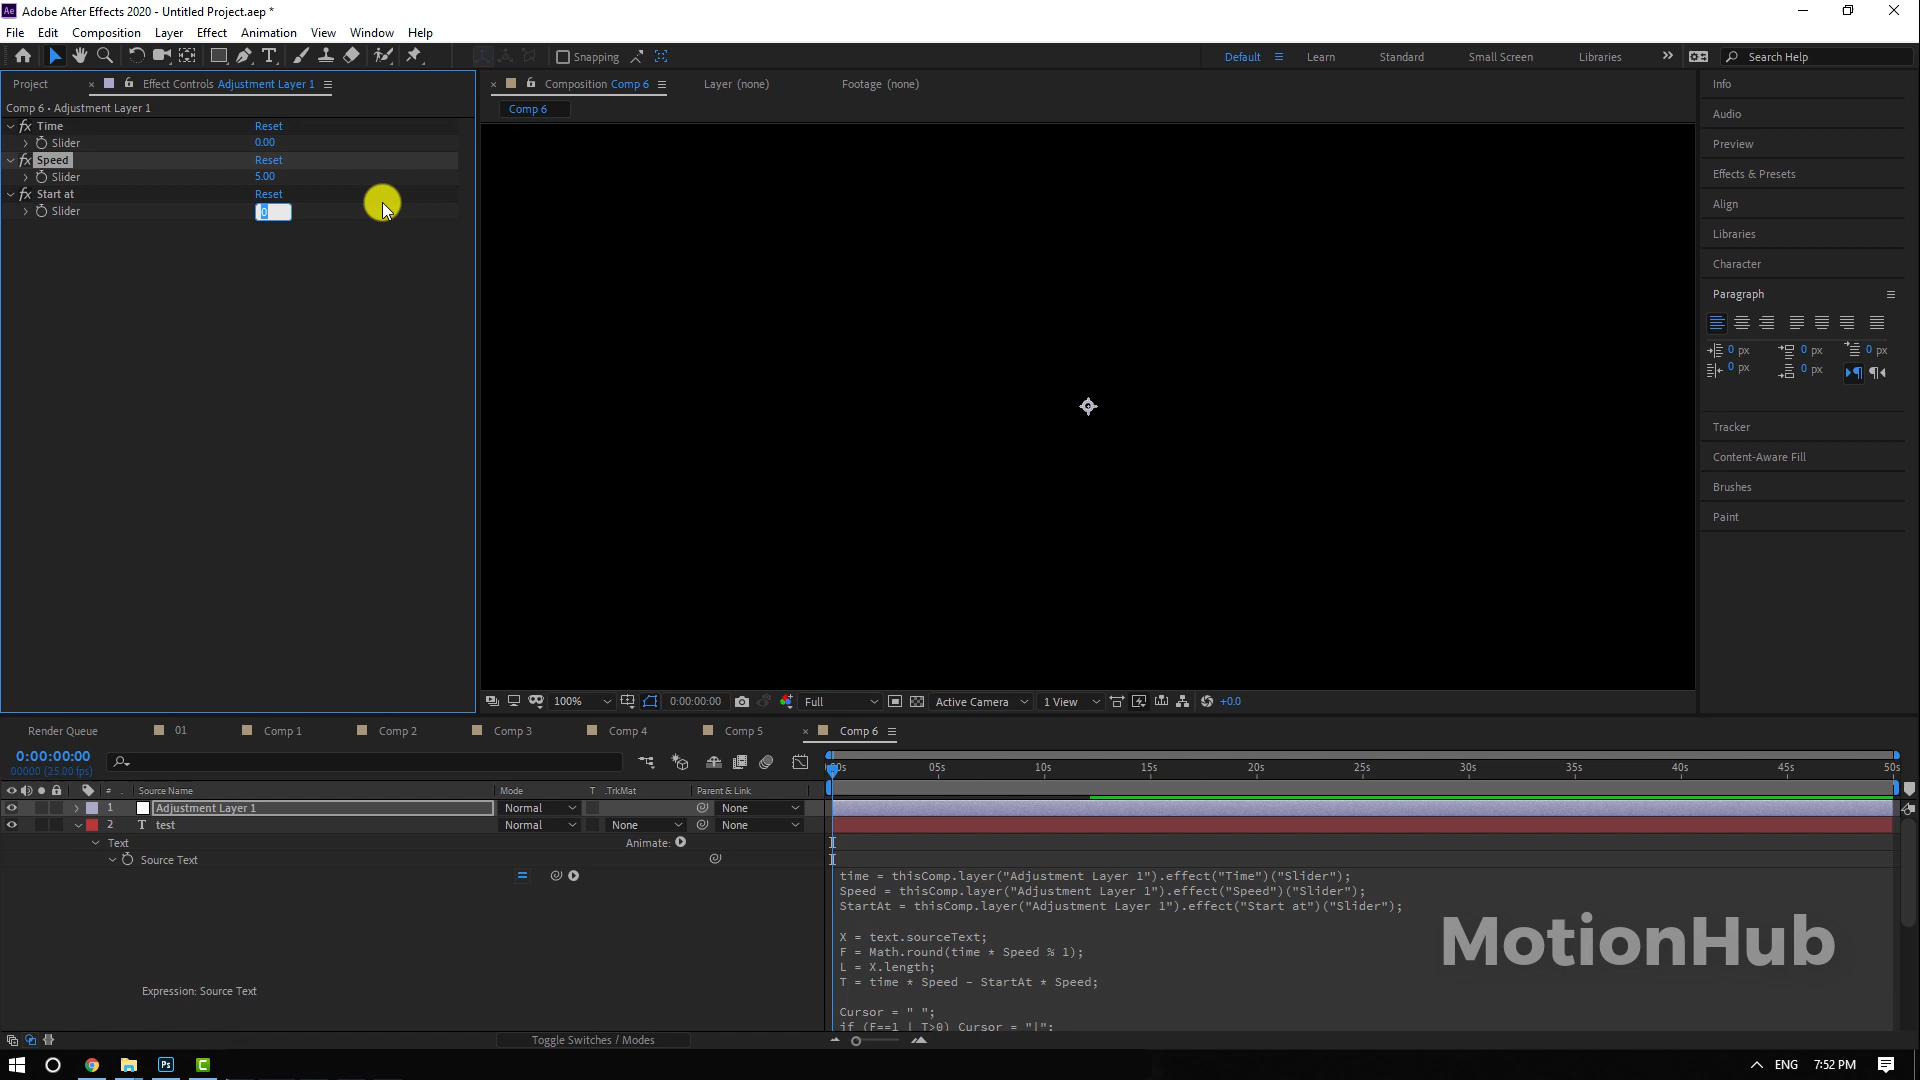 Adobe After Effects 2020 - Untitled Project.aep *
File Edit Composition Layer Effect Animation View Window Help
Snapping
Default Learn Standard Small Screen Libraries Search Help
Project Effect Controls Adjustment Layer 1
Composition Comp 6 Layer (none) Footage (none)
Comp 6 • Adjustment Layer 1
Comp 6
Time Reset
Slider 0.00
Speed Reset
Slider 5.00
Start at Reset
Slider 0
Info
Audio
Preview
Effects & Presets
Align
Libraries
Character
Paragraph
0 px 0 px 0 px
0 px 0 px
Tracker
Content-Aware Fill
Brushes
Paint
100% 0:00:00:00 Full Active Camera 1 View +0.0
Render Queue 01 Comp 1 Comp 2 Comp 3 Comp 4 Comp 5 Comp 6
0:00:00:00
00000 (25.00 fps)
00s 05s 10s 15s 20s 25s 30s 35s 40s 45s 50s
# Source Name Mode T .TrkMat Parent & Link
1 Adjustment Layer 1 Normal None
2 T test Normal None None
Text Animate:
Source Text
Expression: Source Text
time = thisComp.layer("Adjustment Layer 1").effect("Time")("Slider");
Speed = thisComp.layer("Adjustment Layer 1").effect("Speed")("Slider");
StartAt = thisComp.layer("Adjustment Layer 1").effect("Start at")("Slider");
X = text.sourceText;
F = Math.round(time * Speed % 1);
L = X.length;
T = time * Speed - StartAt * Speed;
Cursor = " ";
if (F==1 | T>0) Cursor = "|";
MotionHub
Toggle Switches / Modes
ENG 7:52 PM